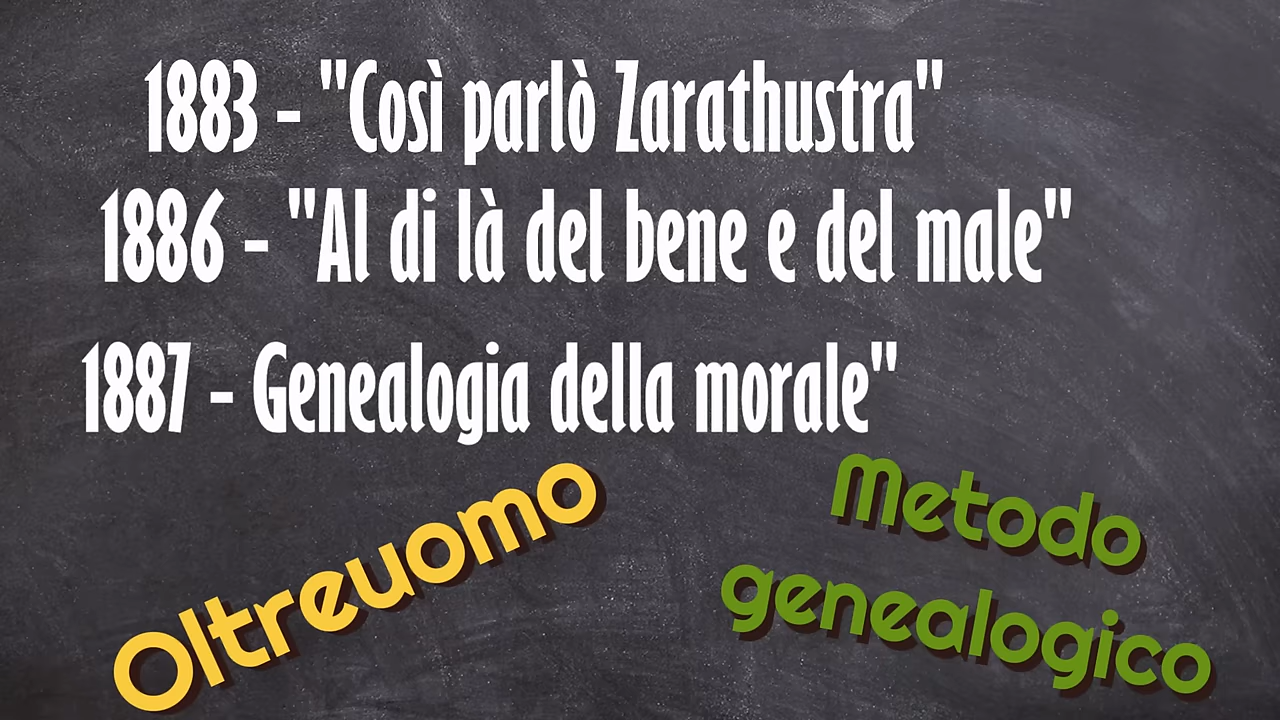 1883 - "Così parlò Zarathustra"
1886 - "Al di là del bene e del male"
1887 - Genealogia della morale"
Oltreuomo
Metodo
genealogico